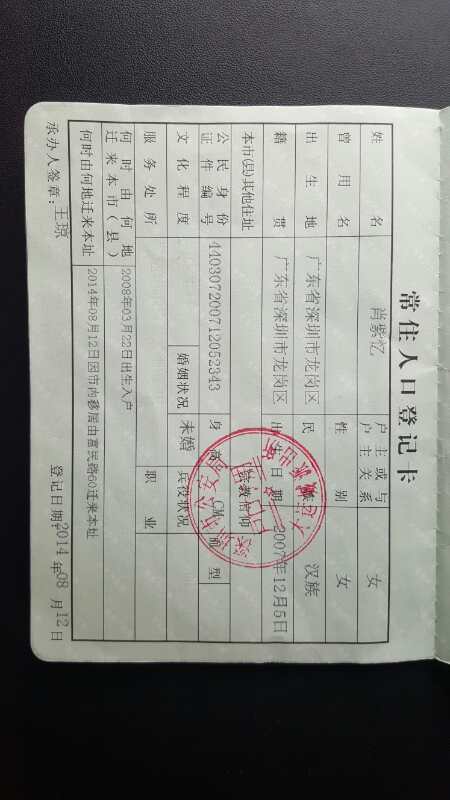 常住人口登记卡
姓名 肖紫忆 户主或与户主关系 女
曾用名 性别 女
出生地 广东省深圳市龙岗区 民族 汉族
籍贯 广东省深圳市龙岗区 出生日期 2007年12月5日
本市(县)其他住址 宗教信仰
公民身份证件编号 440307200712052343 身高 CM 血型
文化程度 婚姻状况 未婚 兵役状况
服务处所 职业
何时由何地迁来本市(县) 2008年03月22日出生入户
何时由何地迁来本址 2014年08月12日因市内移居由富民路60迁来本址
承办人签章:王琼 登记日期:2014年08月12日